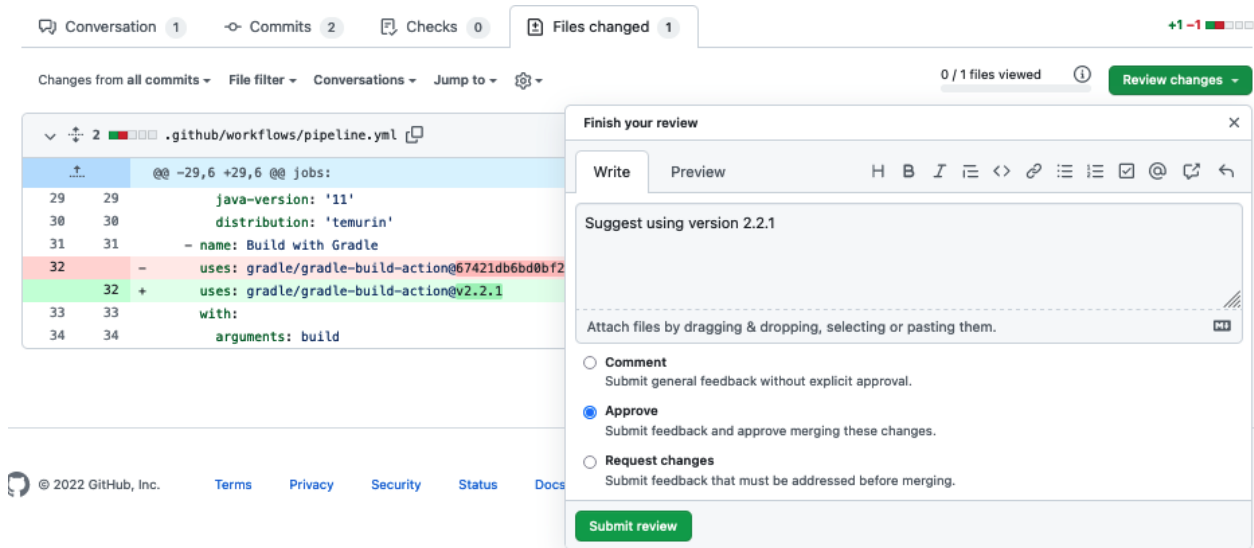 Conversation 1 Commits 2 Checks 0 Files changed 1 +1 −1
Changes from all commits File filter Conversations Jump to 0 / 1 files viewed Review changes
2 .github/workflows/pipeline.yml
@@ -29,6 +29,6 @@ jobs:
29 29 java-version: '11'
30 30 distribution: 'temurin'
31 31 - name: Build with Gradle
32 - uses: gradle/gradle-build-action@67421db6bd0bf2
32 + uses: gradle/gradle-build-action@v2.2.1
33 33 with:
34 34 arguments: build
Finish your review
Write Preview
Suggest using version 2.2.1
Attach files by dragging & dropping, selecting or pasting them.
Comment
Submit general feedback without explicit approval.
Approve
Submit feedback and approve merging these changes.
Request changes
Submit feedback that must be addressed before merging.
Submit review
© 2022 GitHub, Inc. Terms Privacy Security Status Docs